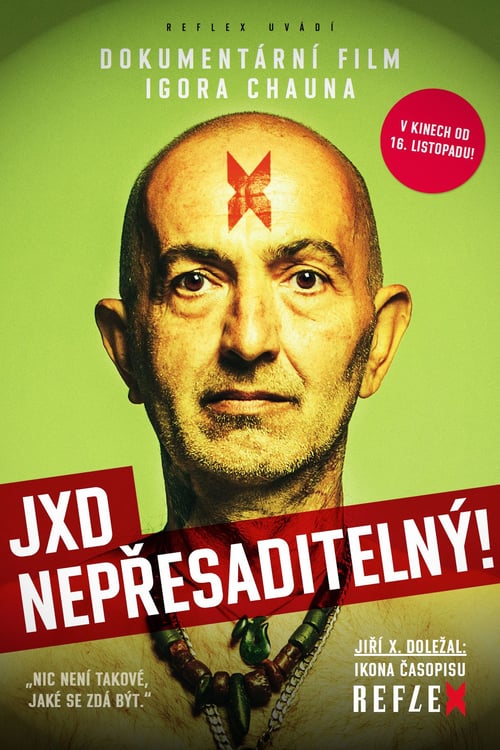 REFLEX UVÁDÍ
DOKUMENTÁRNÍ FILM
IGORA CHAUNA
V KINECH OD
16. LISTOPADU!
JXD
NEPŘESADITELNÝ!
JIŘÍ X. DOLEŽAL:
IKONA ČASOPISU
REFLEX
„NIC NENÍ TAKOVÉ,
JAKÉ SE ZDÁ BÝT.“